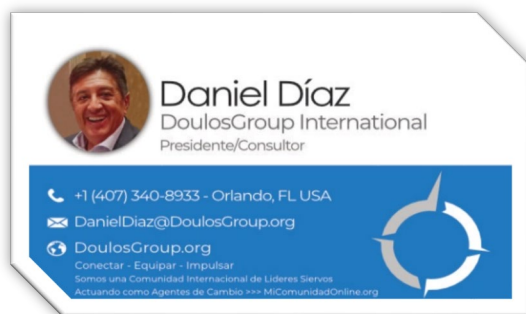 Daniel Díaz
DoulosGroup International
Presidente/Consultor
+1 (407) 340-8933 - Orlando, FL USA
DanielDiaz@DoulosGroup.org
DoulosGroup.org
Conectar - Equipar - Impulsar
Somos una Comunidad Internacional de Lideres Siervos
Actuando como Agentes de Cambio >>> MiComunidadOnline.org